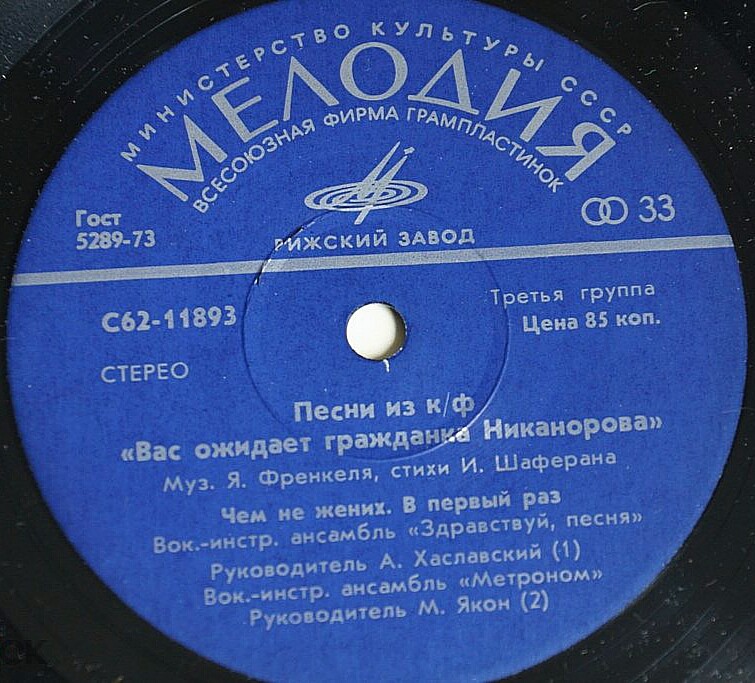 МИНИСТЕРСТВО КУЛЬТУРЫ СССР
МЕЛОДИЯ
ВСЕСОЮЗНАЯ ФИРМА ГРАМПЛАСТИНОК
Гост
5289-73
33
РИЖСКИЙ ЗАВОД
С62-11893
Третья группа
Цена 85 коп.
СТЕРЕО
Песни из к/ф
«Вас ожидает гражданка Никанорова»
Муз. Я. Френкеля, стихи И. Шаферана
Чем не жених. В первый раз
Вок.-инстр. ансамбль «Здравствуй, песня»
Руководитель А. Хаславский (1)
Вок.-инстр. ансамбль «Метроном»
Руководитель М. Якон (2)